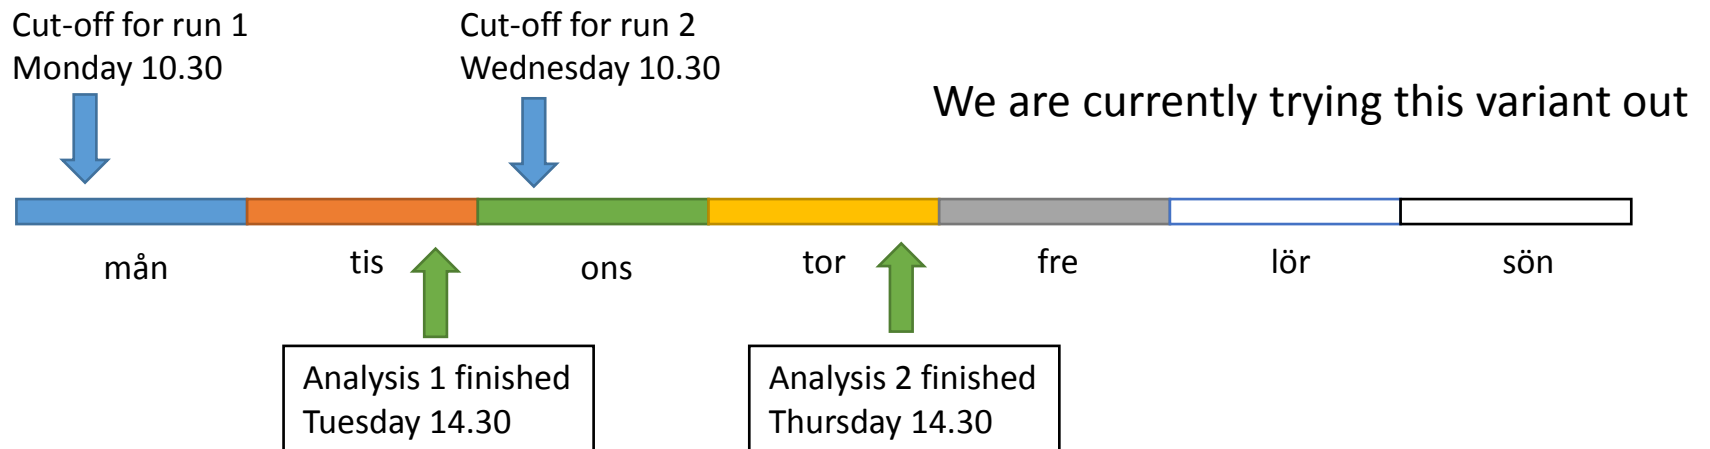 Cut-off for run 1
Monday 10.30
Cut-off for run 2
Wednesday 10.30
We are currently trying this variant out
mån
tis
ons
tor
fre
lör
sön
Analysis 1 finished
Tuesday 14.30
Analysis 2 finished
Thursday 14.30